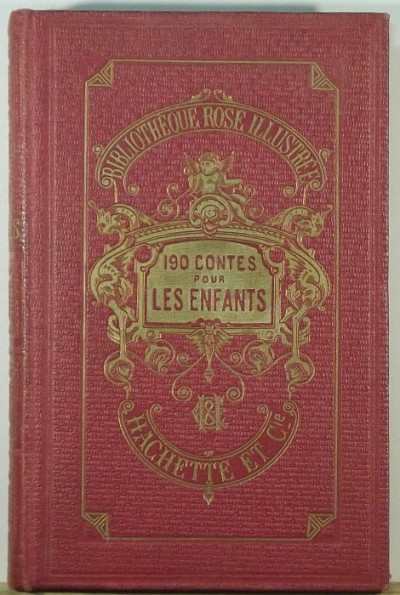 BIBLIOTHÈQUE ROSE ILLUSTRÉE
190 CONTES
POUR
LES ENFANTS
HACHETTE ET Cie